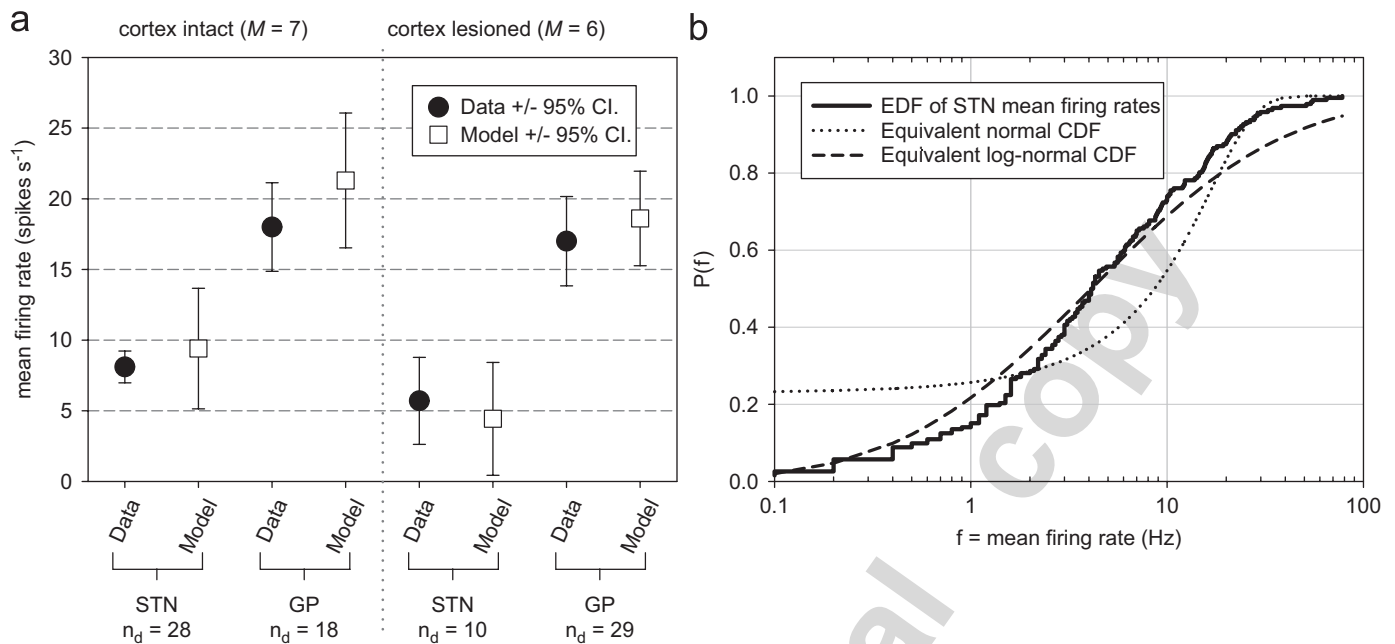 a
cortex intact (M = 7)
cortex lesioned (M = 6)
30
25
20
15
10
5
0
mean firing rate (spikes s-1)
Data +/- 95% CI.
Model +/- 95% CI.
Data
Model
Data
Model
Data
Model
Data
Model
STN
GP
STN
GP
nd = 28
nd = 18
nd = 10
nd = 29
b
EDF of STN mean firing rates
Equivalent normal CDF
Equivalent log-normal CDF
1.0
0.8
0.6
0.4
0.2
0.0
P(f)
0.1
1
10
100
f = mean firing rate (Hz)
copy